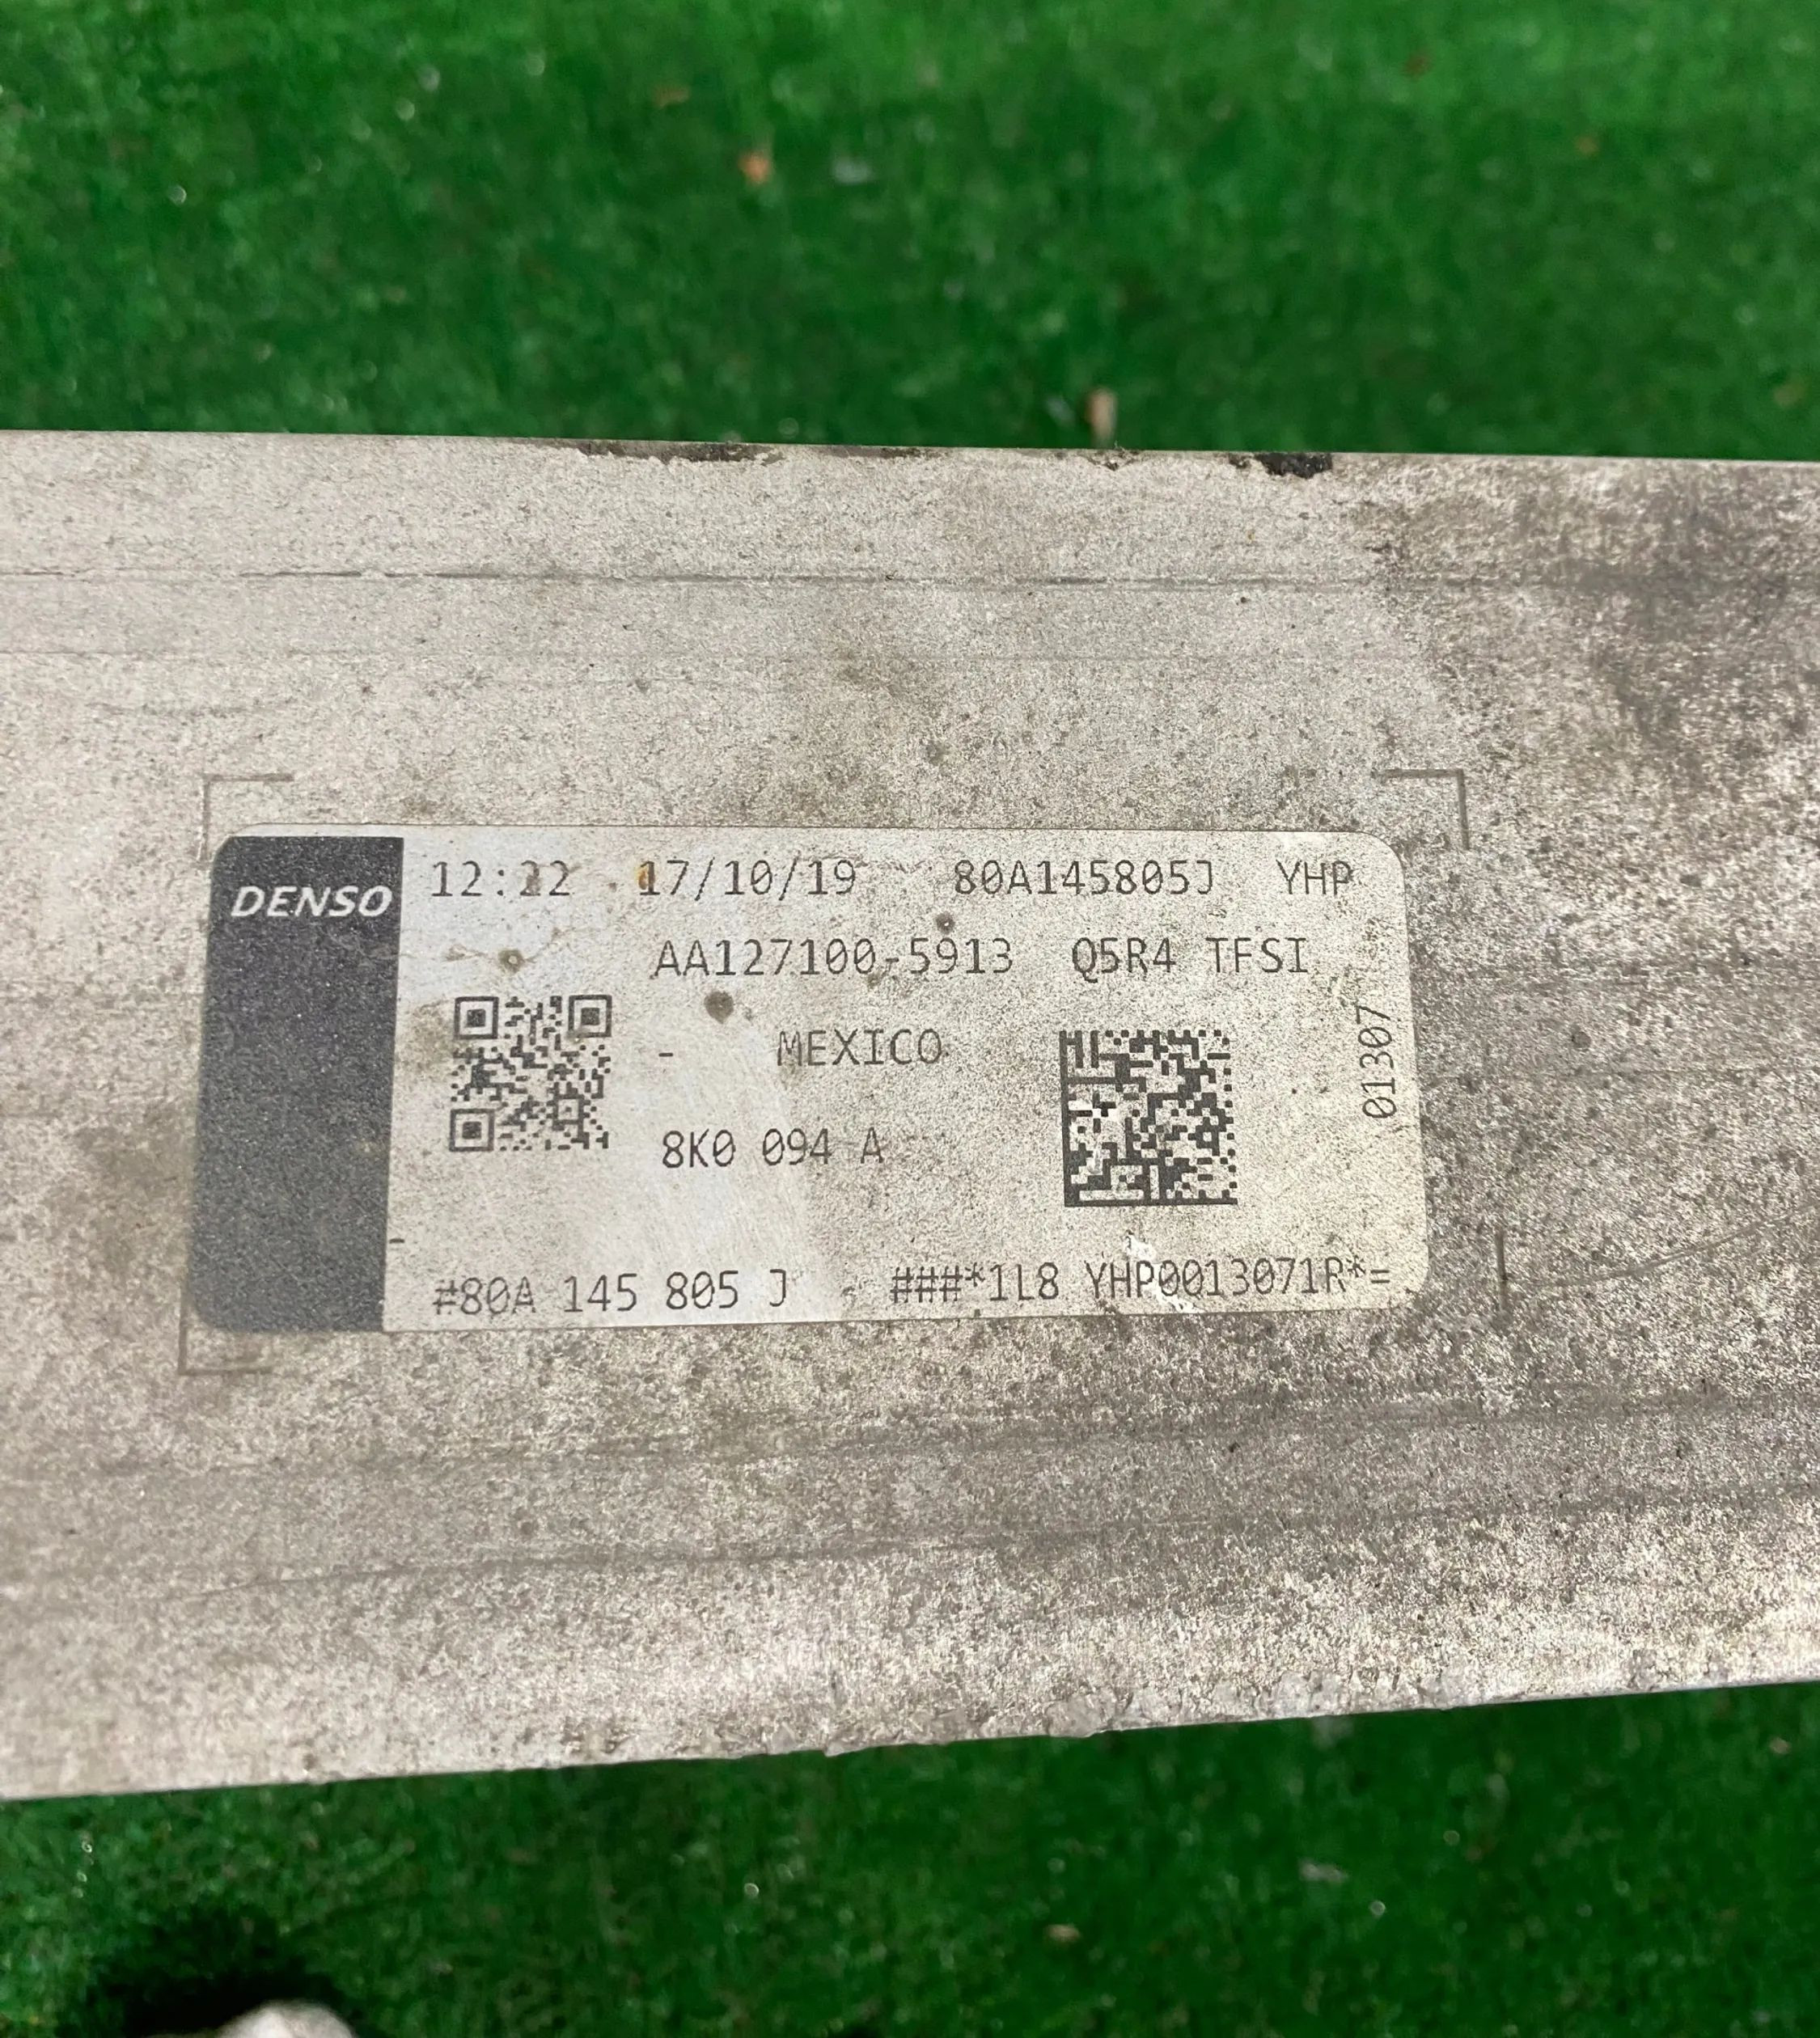 DENSO
12:22 17/10/19 80A145805J YHP
AA127100-5913 Q5R4 TFSI
- MEXICO
8K0 094 A
01307
#80A 145 805 J ###*1L8 YHP0013071R*=